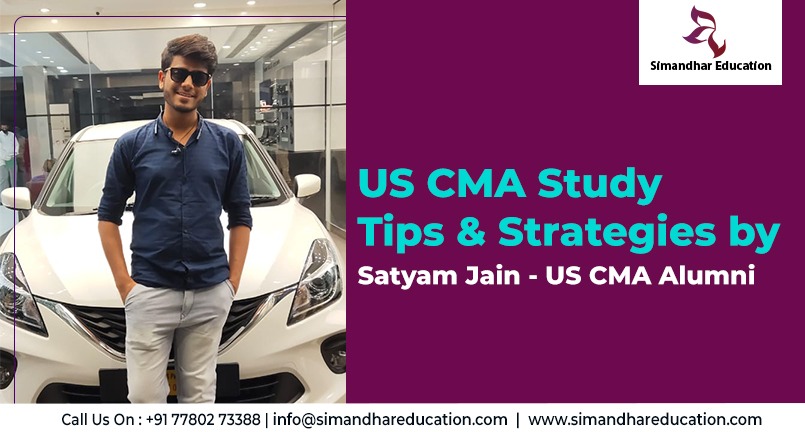 Simandhar Education
US CMA Study
Tips & Strategies by
Satyam Jain - US CMA Alumni
Call Us On : +91 77802 73388 | info@simandhareducation.com | www.simandhareducation.com